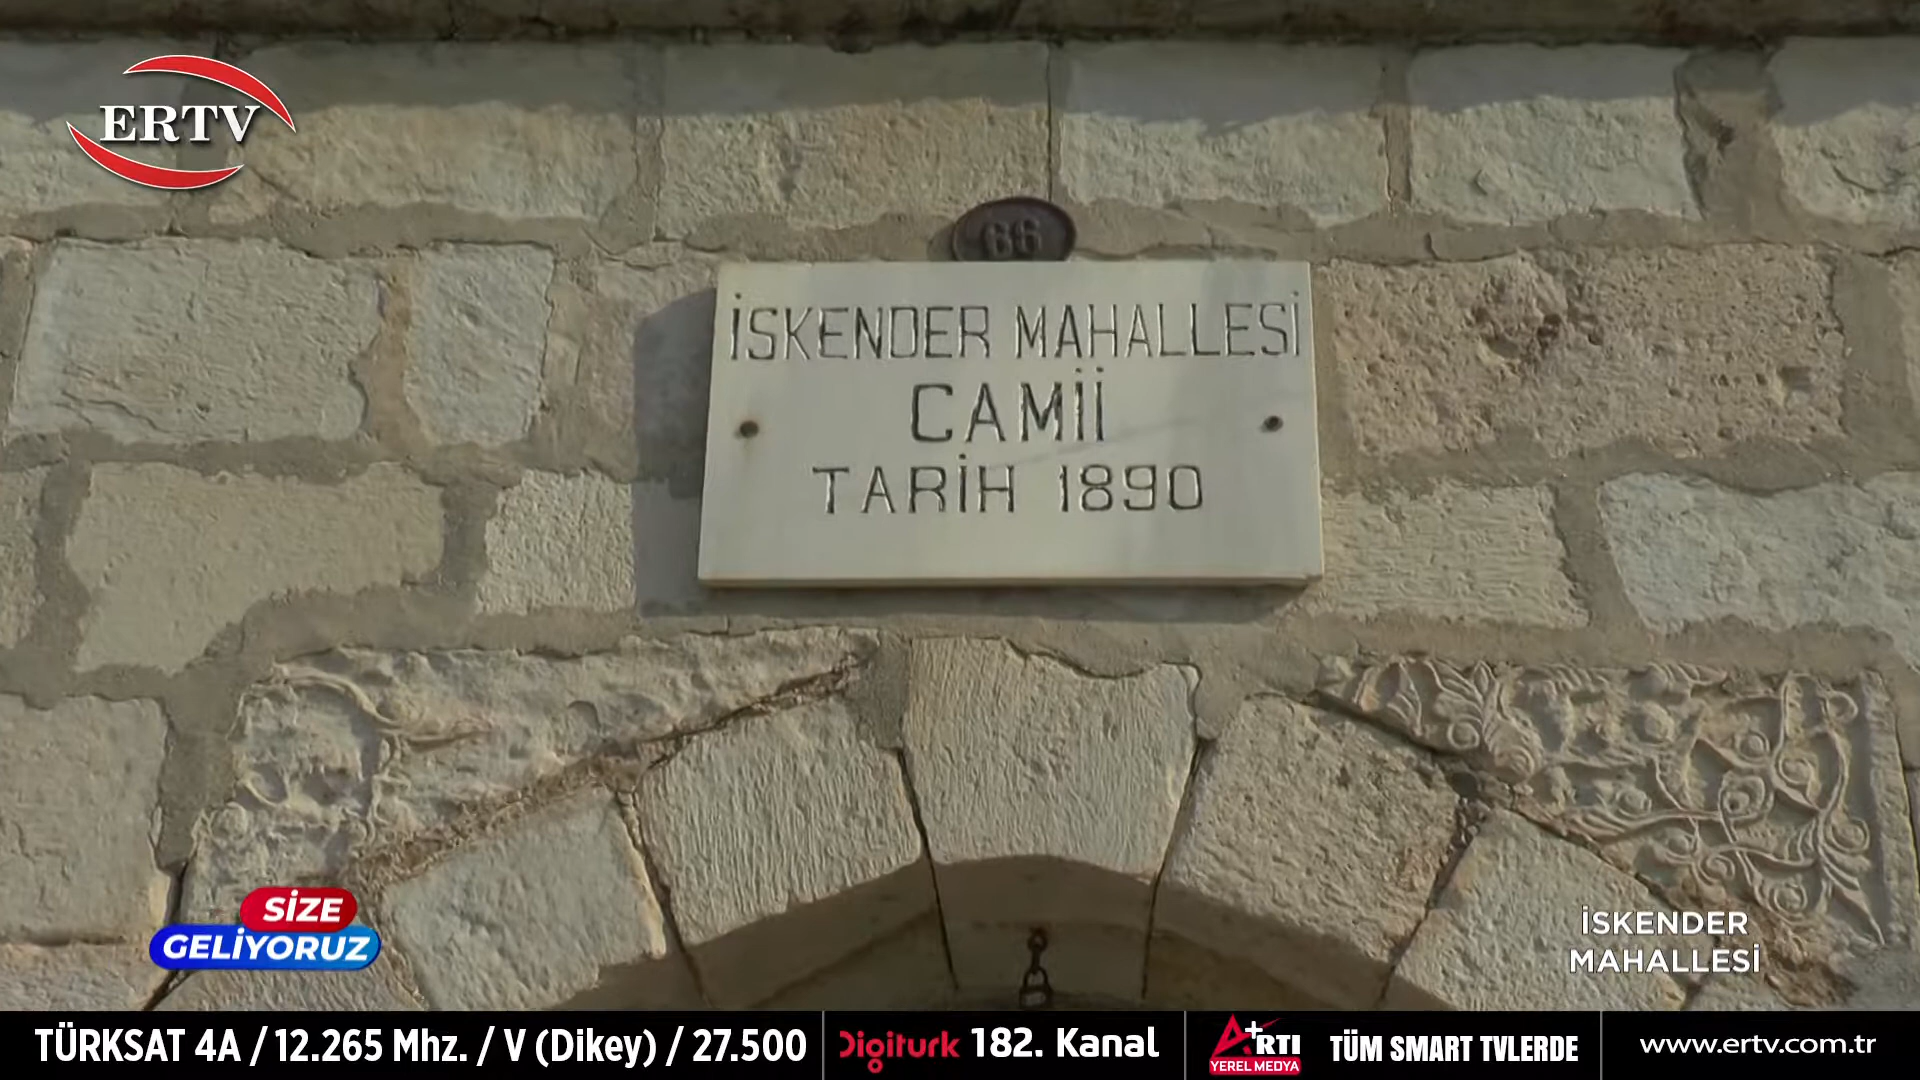 ERTV
66
İSKENDER MAHALLESİ
CAMİİ
TARİH 1890
SİZE
GELİYORUZ
İSKENDER
MAHALLESİ
TÜRKSAT 4A / 12.265 Mhz. / V (Dikey) / 27.500
Digiturk 182. Kanal
A+RTI
YEREL MEDYA
TÜM SMART TVLERDE
www.ertv.com.tr